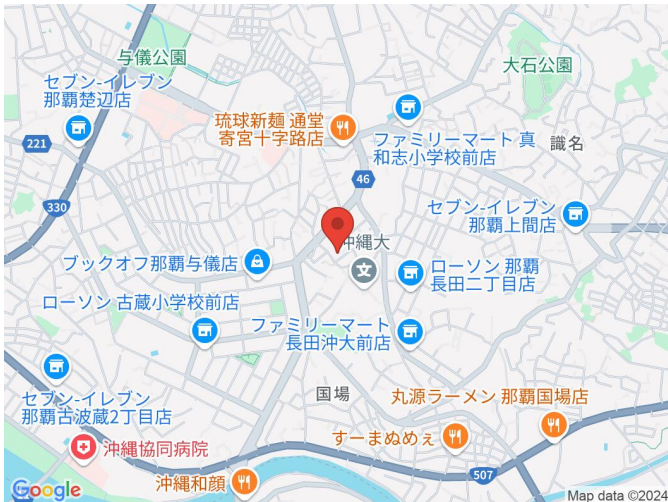 与儀公園
セブン-イレブン
那覇楚辺店
大石公園
琉球新麺 通堂
寄宮十字路店
ファミリーマート 真
和志小学校前店
識名
221
46
330
セブン-イレブン
那覇上間店
沖縄大
文
ブックオフ那覇与儀店
ローソン 那覇
長田二丁目店
ローソン 古蔵小学校前店
ファミリーマート
長田沖大前店
国場
丸源ラーメン 那覇国場店
セブン-イレブン
那覇古波蔵2丁目店
すーまぬめぇ
沖縄協同病院
沖縄和顔
507
Google
Map data ©2024